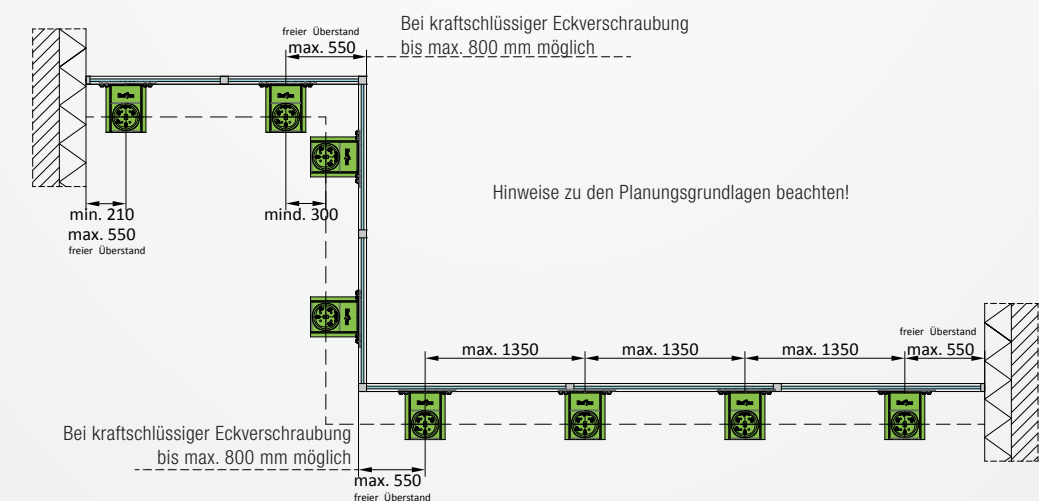 freier Überstand
max. 550
Bei kraftschlüssiger Eckverschraubung
bis max. 800 mm möglich
Hinweise zu den Planungsgrundlagen beachten!
min. 210
max. 550
freier Überstand
mind. 300
max. 1350
max. 1350
max. 1350
freier Überstand
max. 550
Bei kraftschlüssiger Eckverschraubung
bis max. 800 mm möglich
max. 550
freier Überstand